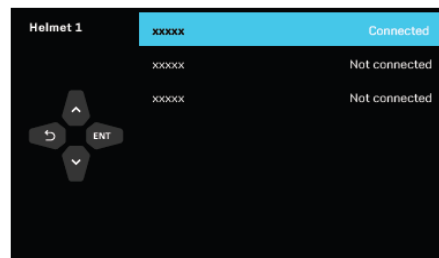 Helmet 1
xxxxx Connected
xxxxx Not connected
xxxxx Not connected
ENT